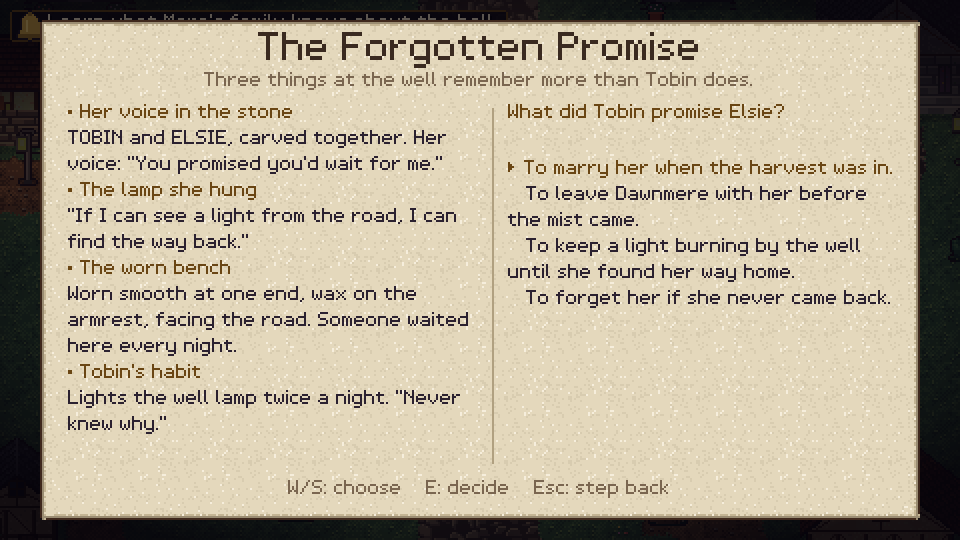 The Forgotten Promise
Three things at the well remember more than Tobin does.
• Her voice in the stone
TOBIN and ELSIE, carved together. Her
voice: "You promised you'd wait for me."
• The lamp she hung
"If I can see a light from the road, I can
find the way back."
• The worn bench
Worn smooth at one end, wax on the
armrest, facing the road. Someone waited
here every night.
• Tobin's habit
Lights the well lamp twice a night. "Never
knew why."
What did Tobin promise Elsie?
▸ To marry her when the harvest was in.
To leave Dawnmere with her before
the mist came.
To keep a light burning by the well
until she found her way home.
To forget her if she never came back.
W/S: choose E: decide Esc: step back